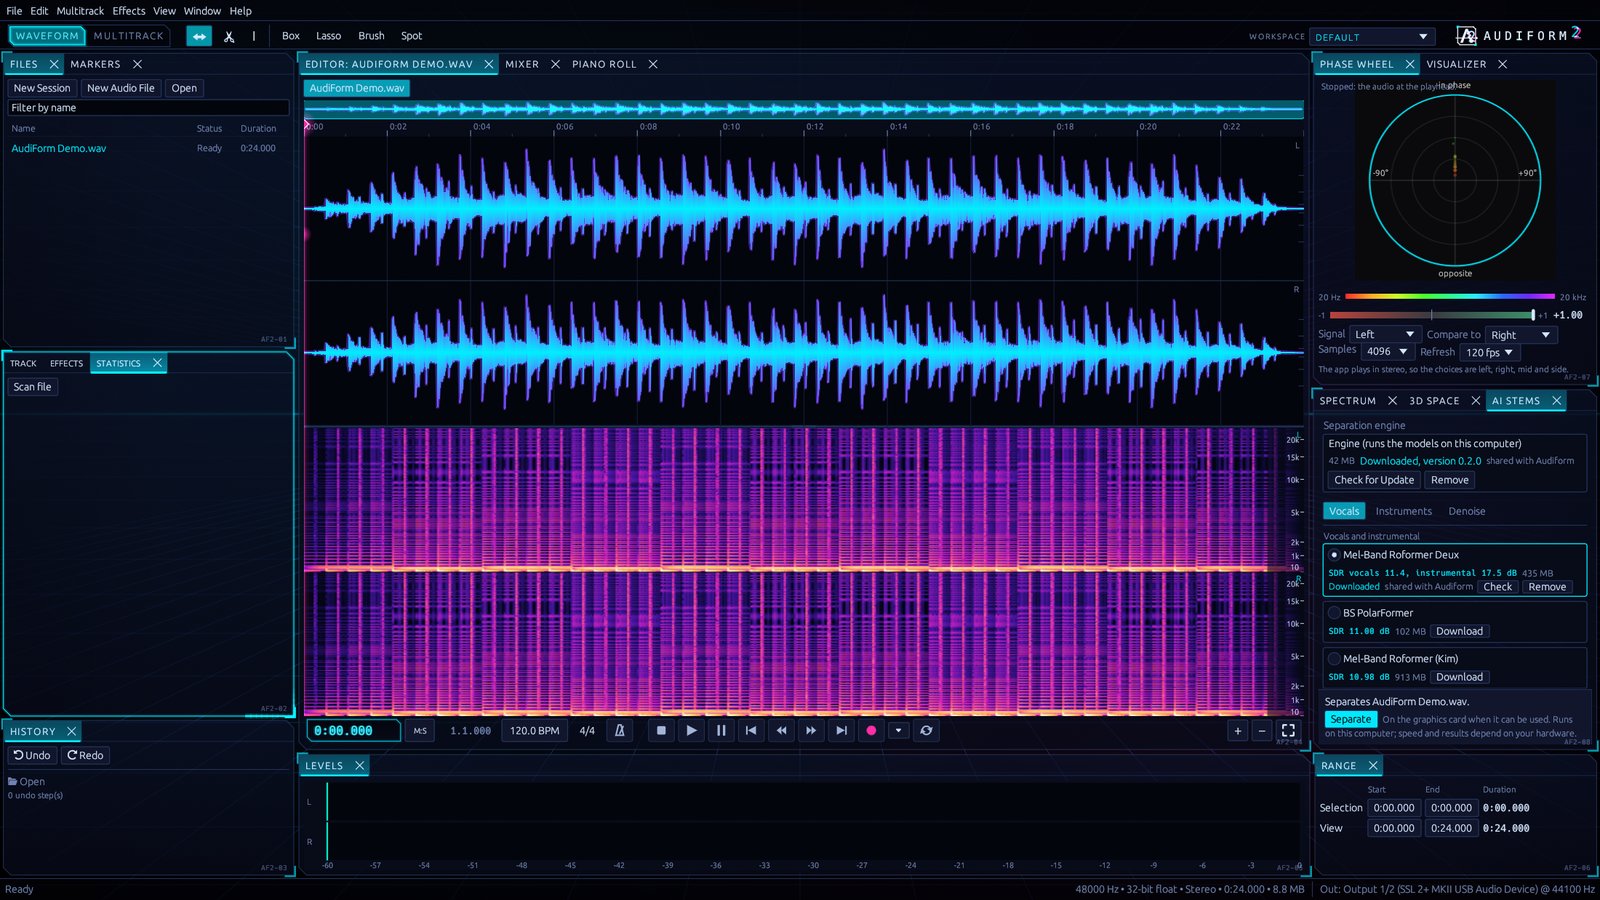 File Edit Multitrack Effects View Window Help
WAVEFORM MULTITRACK Box Lasso Brush Spot WORKSPACE DEFAULT AUDIFORM 2
FILES MARKERS
New Session New Audio File Open
Filter by name
Name Status Duration
AudiForm Demo.wav Ready 0:24.000
AF2-01
TRACK EFFECTS STATISTICS
Scan file
AF2-02
HISTORY
Undo Redo
Open
0 undo step(s)
AF2-03
EDITOR: AUDIFORM DEMO.WAV MIXER PIANO ROLL
AudiForm Demo.wav
0:00 0:02 0:04 0:06 0:08 0:10 0:12 0:14 0:16 0:18 0:20 0:22
L
R
L
20k
15k
10k
5k
2k
1k
10
R
20k
15k
10k
5k
2k
1k
10
0:00.000 M:S 1.1.000 120.0 BPM 4/4
AF2-04
LEVELS
L
R
-60 -57 -54 -51 -48 -45 -42 -39 -36 -33 -30 -27 -24 -21 -18 -15 -12 -9 -6 -3 0
PHASE WHEEL VISUALIZER
Stopped: the audio at the playhead.
in phase
-90° +90°
opposite
20 Hz 20 kHz
-1 +1 +1.00
Signal Left Compare to Right
Samples 4096 Refresh 120 fps
The app plays in stereo, so the choices are left, right, mid and side.
AF2-07
SPECTRUM 3D SPACE AI STEMS
Separation engine
Engine (runs the models on this computer)
42 MB Downloaded, version 0.2.0 shared with Audiform
Check for Update Remove
Vocals Instruments Denoise
Vocals and instrumental
Mel-Band Roformer Deux
SDR vocals 11.4, instrumental 17.5 dB 435 MB
Downloaded shared with Audiform Check Remove
BS PolarFormer
SDR 11.00 dB 102 MB Download
Mel-Band Roformer (Kim)
SDR 10.98 dB 913 MB Download
Separates AudiForm Demo.wav.
Separate On the graphics card when it can be used. Runs
on this computer; speed and results depend on your hardware.
AF2-08
RANGE
Start End Duration
Selection 0:00.000 0:00.000 0:00.000
View 0:00.000 0:24.000 0:24.000
AF2-06
Ready 48000 Hz • 32-bit float • Stereo • 0:24.000 • 8.8 MB Out: Output 1/2 (SSL 2+ MKII USB Audio Device) @ 44100 Hz